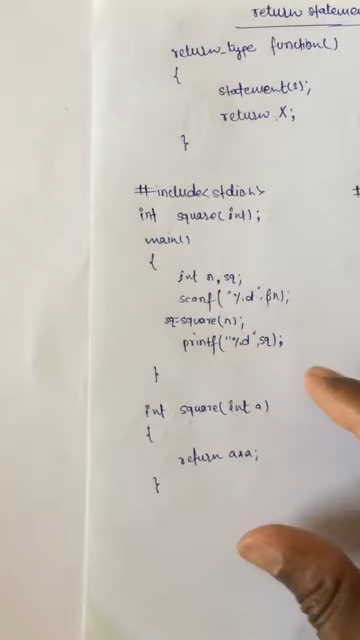 return stateme
return_type function()
{
statement(s);
return X;
}
#include<stdio.h>
int square(int);
main()
{
int n,sq;
scanf("%d",&n);
sq=square(n);
printf("%d",sq);
}
int square(int a)
{
return a*a;
}
#